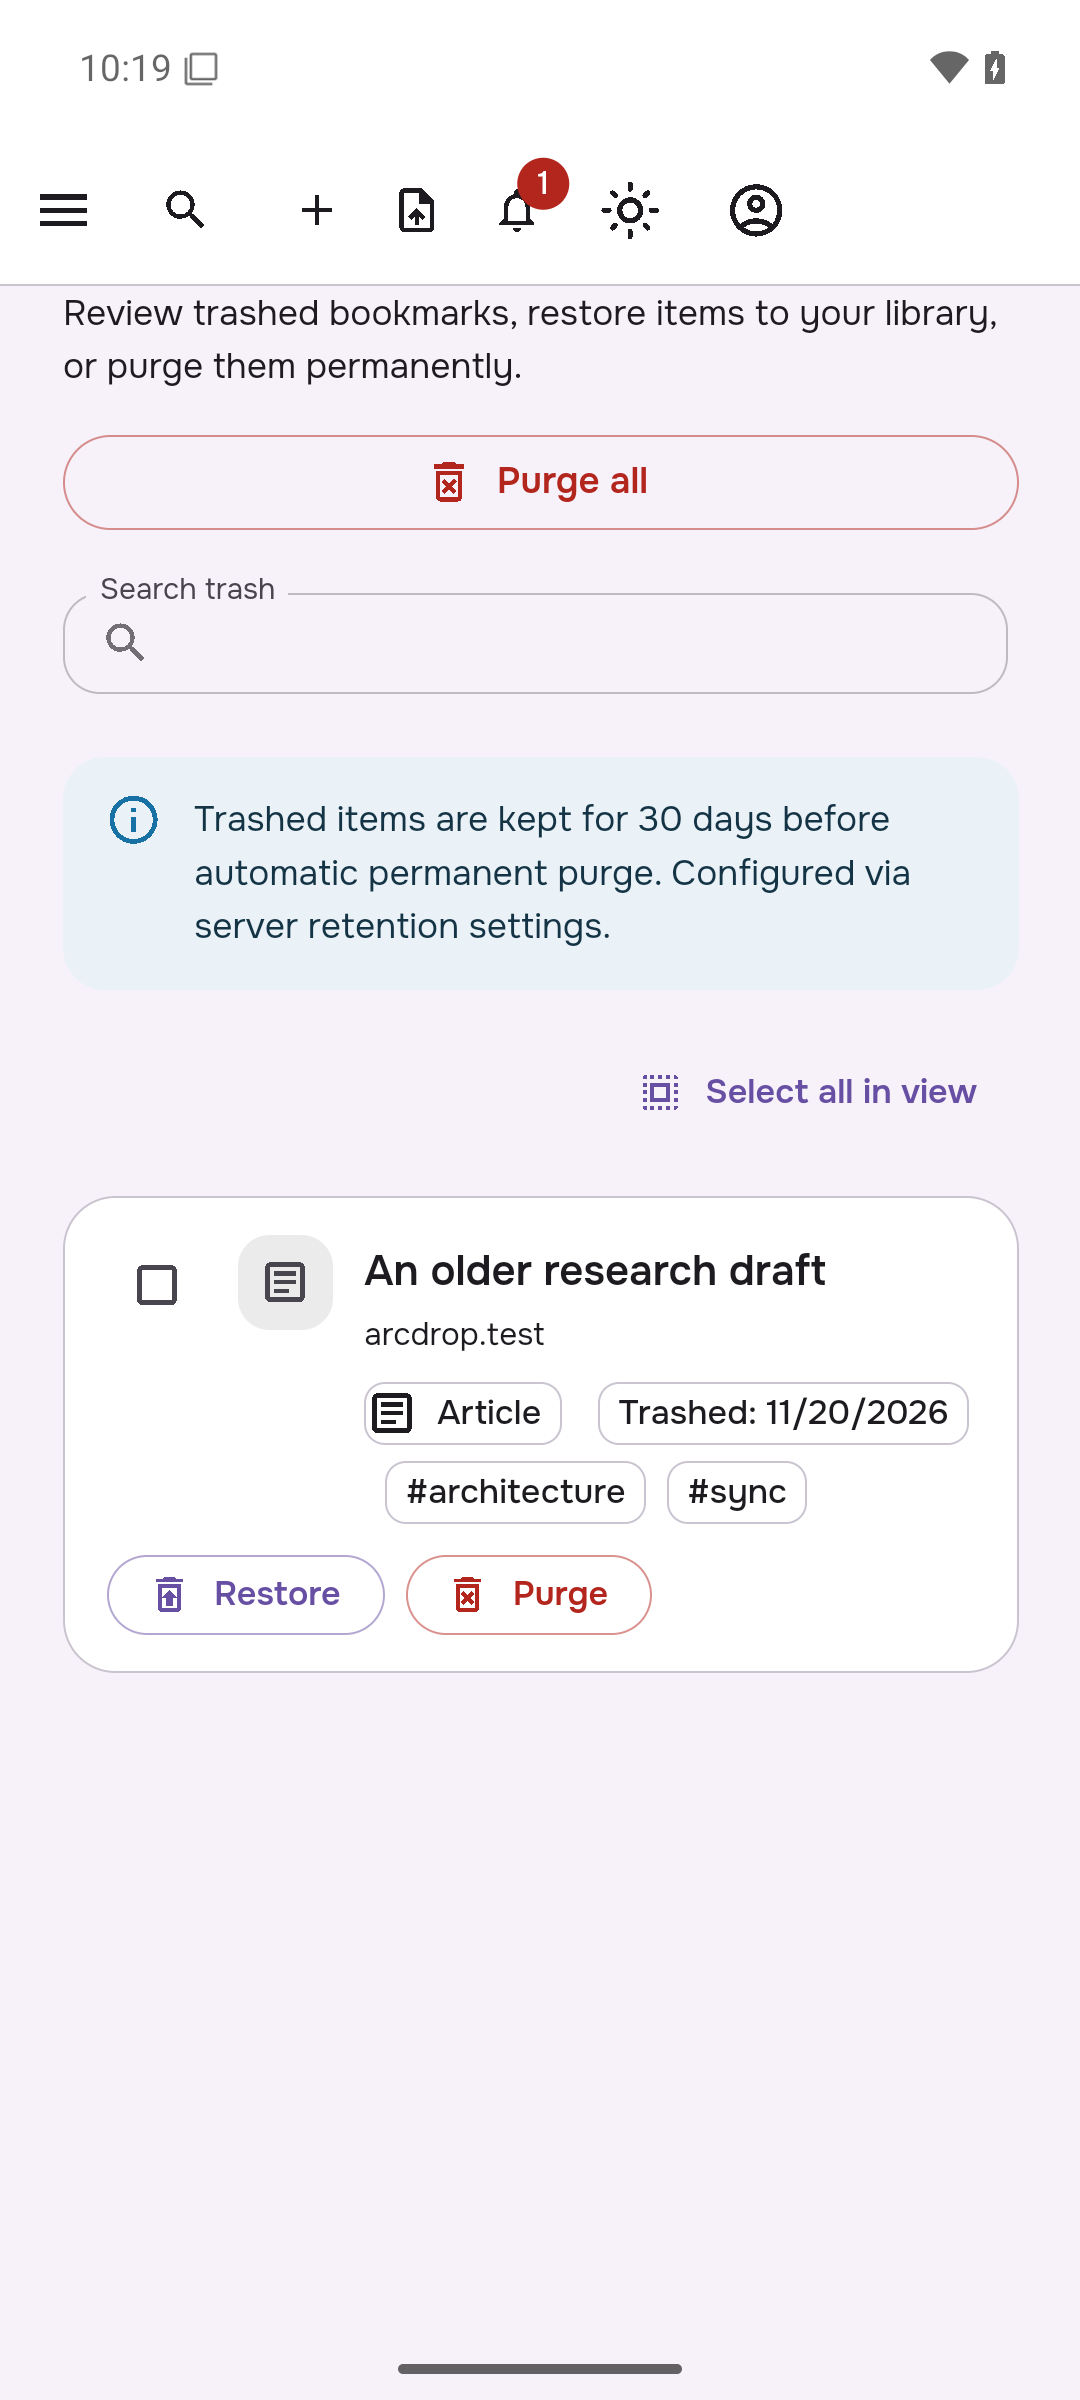 10:19
1
Review trashed bookmarks, restore items to your library,
or purge them permanently.
Purge all
Search trash
Trashed items are kept for 30 days before
automatic permanent purge. Configured via
server retention settings.
Select all in view
An older research draft
arcdrop.test
Article
Trashed: 11/20/2026
#architecture
#sync
Restore
Purge